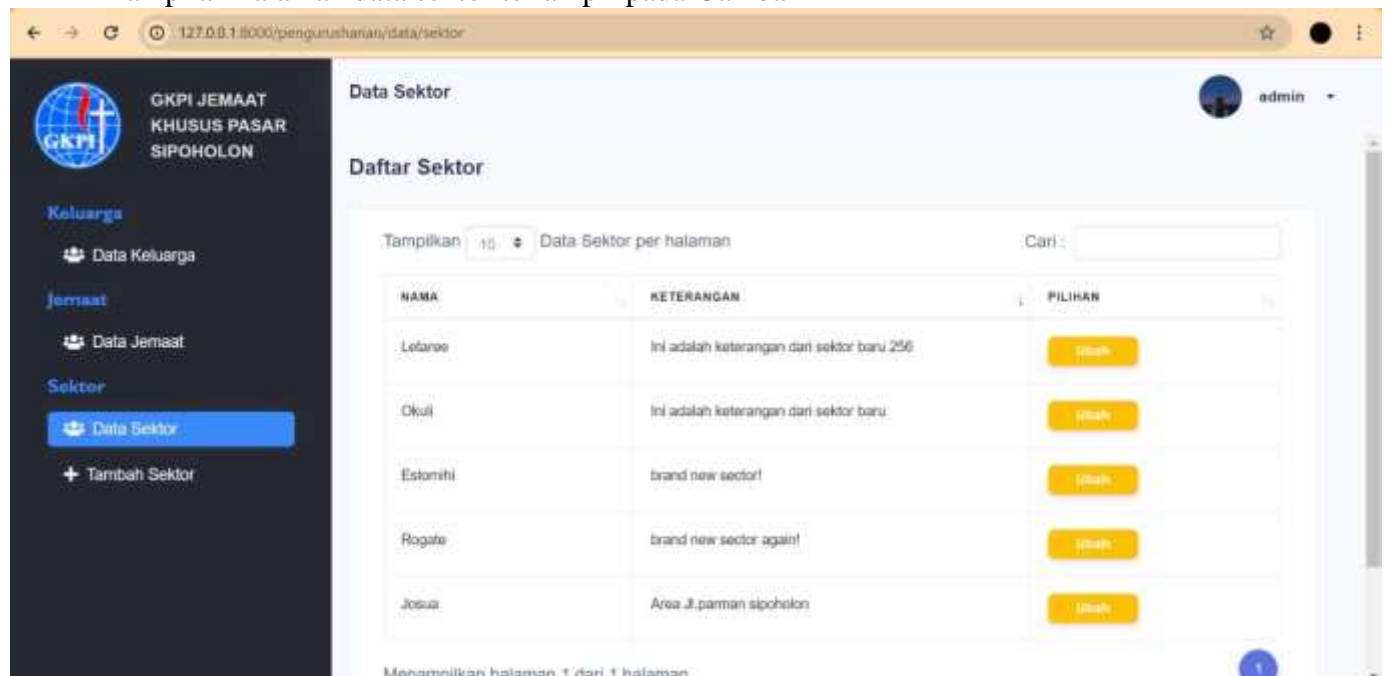 127.0.0.1:8000/pengurusharian/data/sektor
GKPI
GKPI JEMAAT
KHUSUS PASAR
SIPOHOLON
Data Sektor
admin
Daftar Sektor
Keluarga
Data Keluarga
Jemaat
Data Jemaat
Sektor
Data Sektor
+ Tambah Sektor
Tampilkan 10 Data Sektor per halaman
Cari :
NAMA KETERANGAN PILIHAN
Letaree Ini adalah keterangan dari sektor baru 256 Ubah
Okuli Ini adalah keterangan dari sektor baru Ubah
Estomihi brand new sector! Ubah
Rogate brand new sector again! Ubah
Josua Area Jl.parman sipoholon Ubah
Menampilkan halaman 1 dari 1 halaman
1